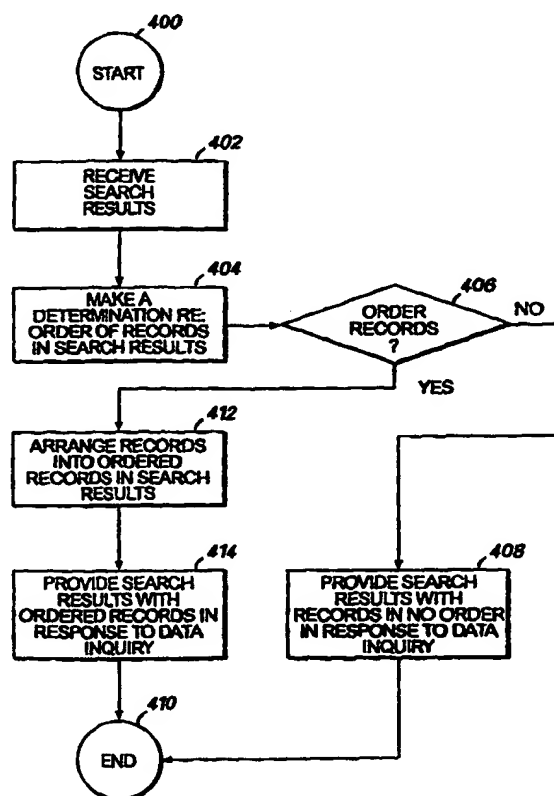 400
START
402
RECEIVE
SEARCH
RESULTS
404
MAKE A
DETERMINATION RE:
ORDER OF RECORDS
IN SEARCH RESULTS
406
ORDER
RECORDS
?
NO
YES
412
ARRANGE RECORDS
INTO ORDERED
RECORDS IN SEARCH
RESULTS
414
PROVIDE SEARCH
RESULTS WITH
ORDERED RECORDS IN
RESPONSE TO DATA
INQUIRY
408
PROVIDE SEARCH
RESULTS WITH
RECORDS IN NO ORDER
IN RESPONSE TO DATA
INQUIRY
410
END